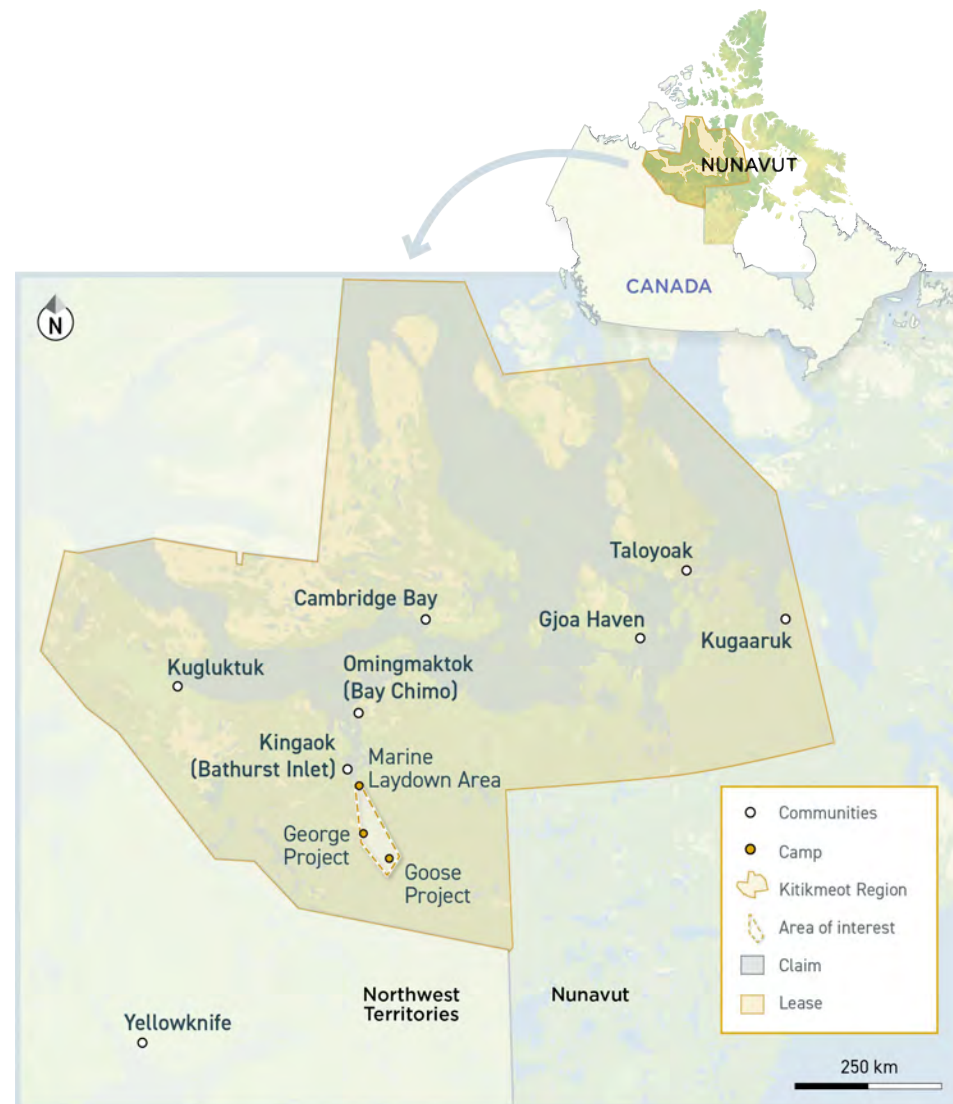 NUNAVUT
CANADA
N
Taloyoak
Cambridge Bay
Gjoa Haven
Kugaaruk
Kugluktuk
Omingmaktok
(Bay Chimo)
Kingaok
(Bathurst Inlet)
Marine
Laydown Area
George
Project
Goose
Project
Communities
Camp
Kitikmeot Region
Area of interest
Claim
Lease
Northwest
Territories
Nunavut
Yellowknife
250 km